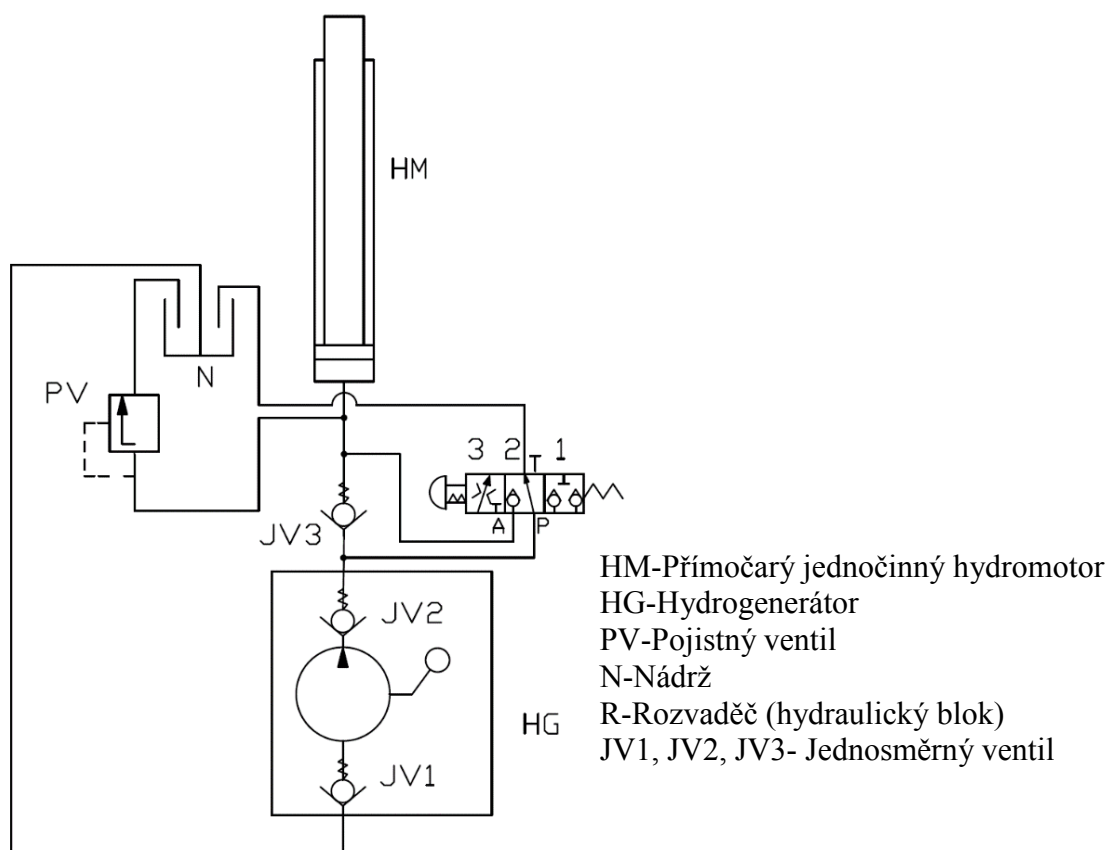 HM
PV
N
3 2 T 1
A P
JV3
JV2
HG
JV1
HM-Přímočarý jednočinný hydromotor
HG-Hydrogenerátor
PV-Pojistný ventil
N-Nádrž
R-Rozvaděč (hydraulický blok)
JV1, JV2, JV3- Jednosměrný ventil